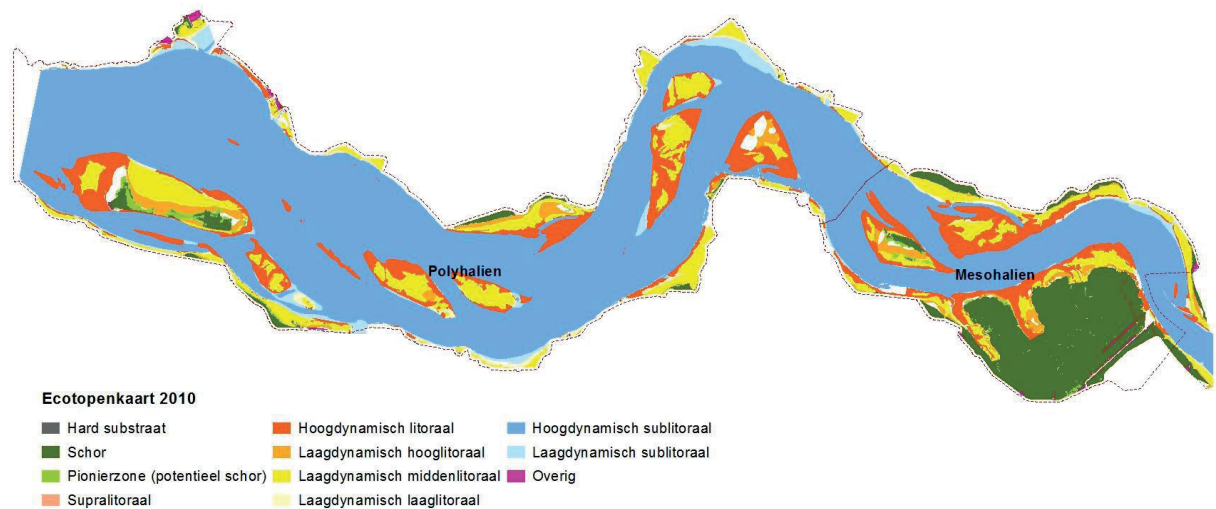 Polyhalien
Mesohalien
Ecotopenkaart 2010
Hard substraat
Schor
Pionierzone (potentieel schor)
Supralitoraal
Hoogdynamisch litoraal
Laagdynamisch hooglitoraal
Laagdynamisch middenlitoraal
Laagdynamisch laaglitoraal
Hoogdynamisch sublitoraal
Laagdynamisch sublitoraal
Overig